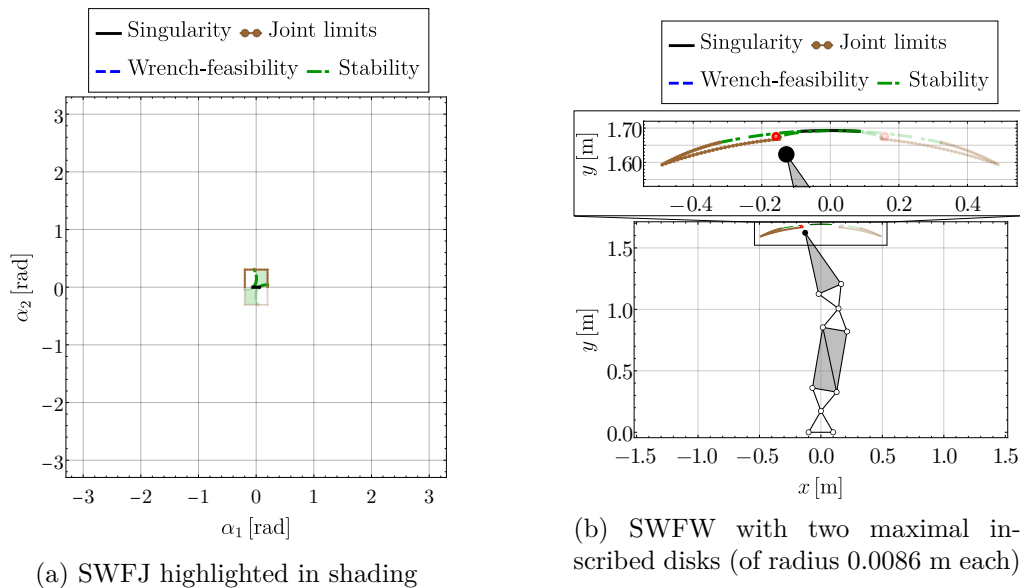 Singularity Joint limits
Wrench-feasibility Stability
3
2
1
0
−1
−2
−3
α2 [rad]
−3 −2 −1 0 1 2 3
α1 [rad]
(a) SWFJ highlighted in shading
Singularity Joint limits
Wrench-feasibility Stability
1.70
1.60
y [m]
−0.4 −0.2 0.0 0.2 0.4
1.5
1.0
0.5
0.0
y [m]
−1.5 −1.0 −0.5 0.0 0.5 1.0 1.5
x [m]
(b) SWFW with two maximal in-
scribed disks (of radius 0.0086 m each)